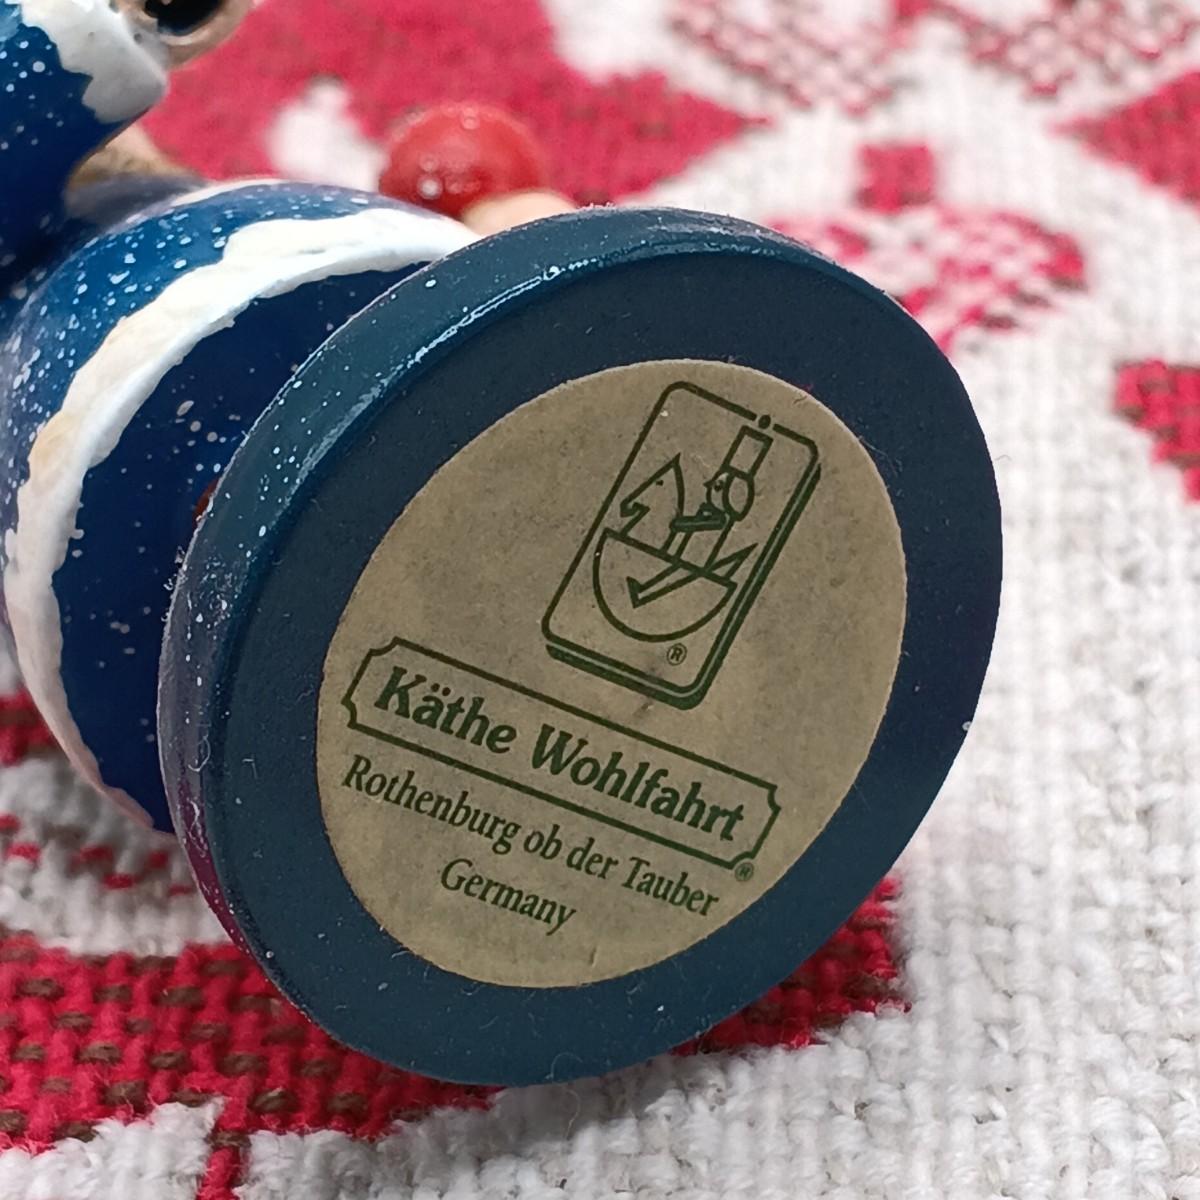 ®
Käthe Wohlfahrt
®
Rothenburg ob der Tauber
Germany